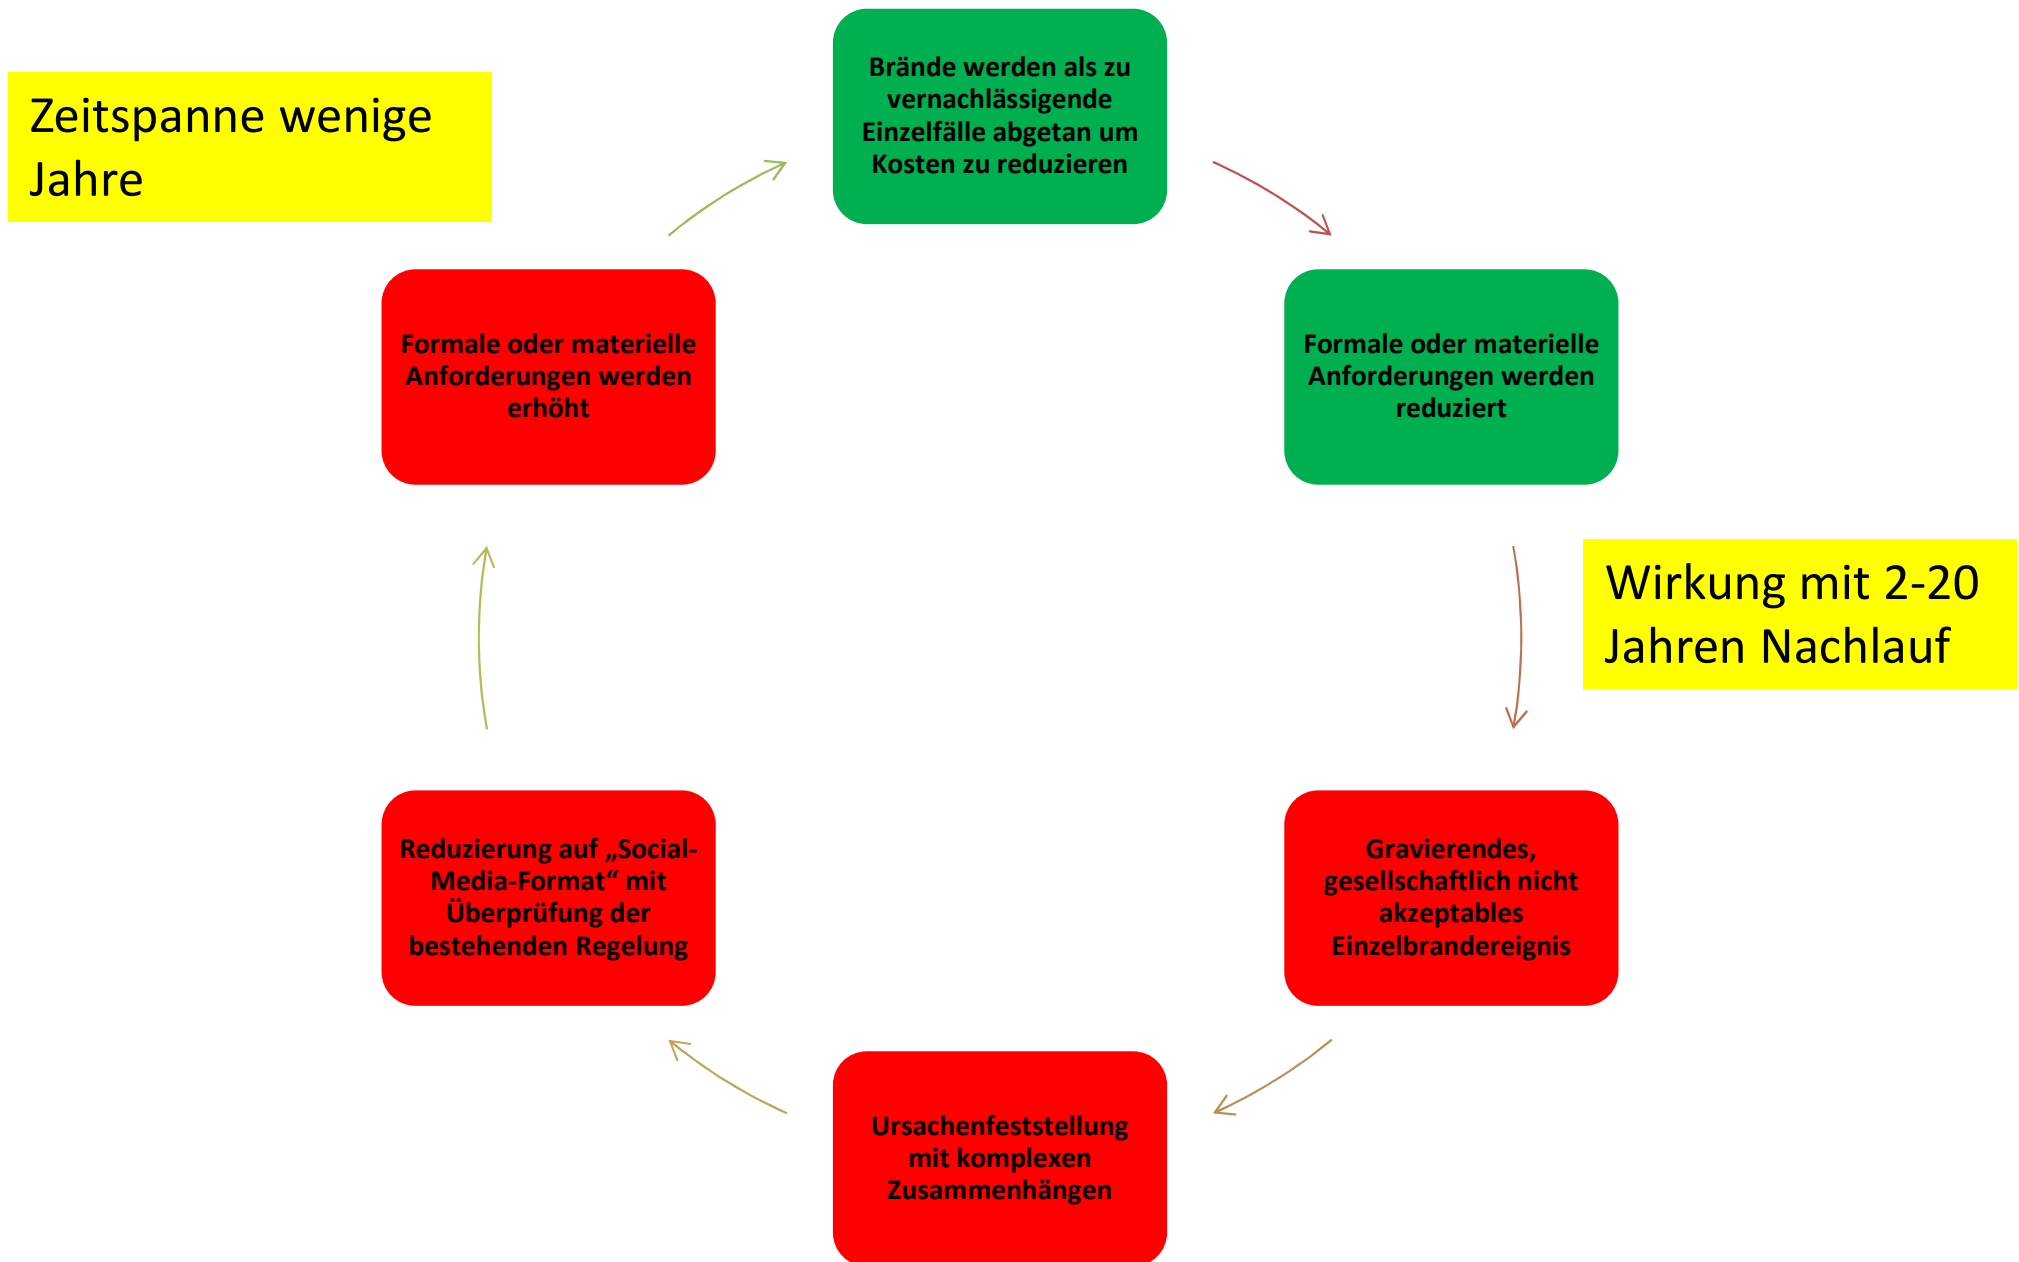 Zeitspanne wenige
Jahre
Brände werden als zu
vernachlässigende
Einzelfälle abgetan um
Kosten zu reduzieren
Formale oder materielle
Anforderungen werden
reduziert
Wirkung mit 2-20
Jahren Nachlauf
Gravierendes,
gesellschaftlich nicht
akzeptables
Einzelbrandereignis
Ursachenfeststellung
mit komplexen
Zusammenhängen
Reduzierung auf „Social-
Media-Format“ mit
Überprüfung der
bestehenden Regelung
Formale oder materielle
Anforderungen werden
erhöht